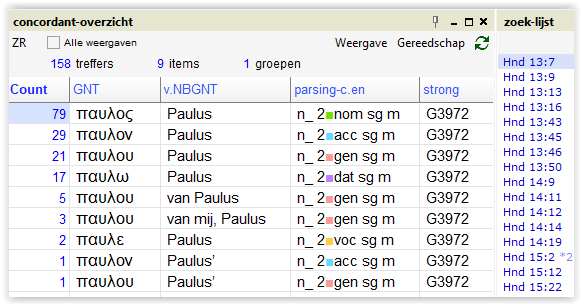 concordant-overzicht
ZR Alle weergaven Weergave Gereedschap
158 treffers 9 items 1 groepen
Count GNT v.NBGNT parsing-c.en strong
79 παυλος Paulus n_ 2 nom sg m G3972
29 παυλον Paulus n_ 2 acc sg m G3972
21 παυλου Paulus n_ 2 gen sg m G3972
17 παυλω Paulus n_ 2 dat sg m G3972
5 παυλου van Paulus n_ 2 gen sg m G3972
3 παυλου van mij, Paulus n_ 2 gen sg m G3972
2 παυλε Paulus n_ 2 voc sg m G3972
1 παυλον Paulus’ n_ 2 acc sg m G3972
1 παυλου Paulus’ n_ 2 gen sg m G3972
zoek-lijst
Hnd 13:7
Hnd 13:9
Hnd 13:13
Hnd 13:16
Hnd 13:43
Hnd 13:45
Hnd 13:46
Hnd 13:50
Hnd 14:9
Hnd 14:11
Hnd 14:12
Hnd 14:14
Hnd 14:19
Hnd 15:2 *2
Hnd 15:12
Hnd 15:22